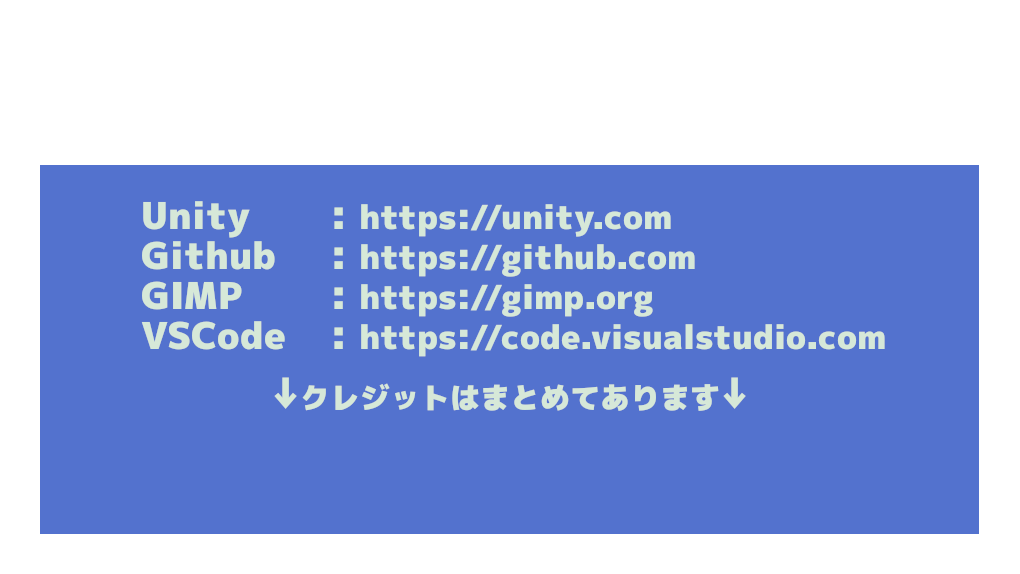 Unity : https://unity.com
Github : https://github.com
GIMP : https://gimp.org
VSCode : https://code.visualstudio.com
↓クレジットはまとめてあります↓